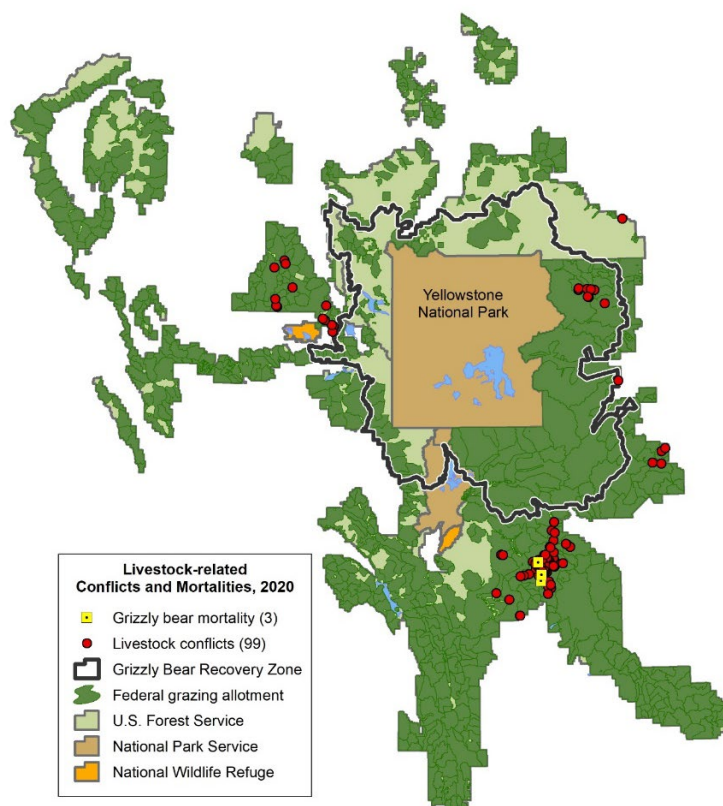 Yellowstone
National Park
Livestock-related
Conflicts and Mortalities, 2020
Grizzly bear mortality (3)
Livestock conflicts (99)
Grizzly Bear Recovery Zone
Federal grazing allotment
U.S. Forest Service
National Park Service
National Wildlife Refuge